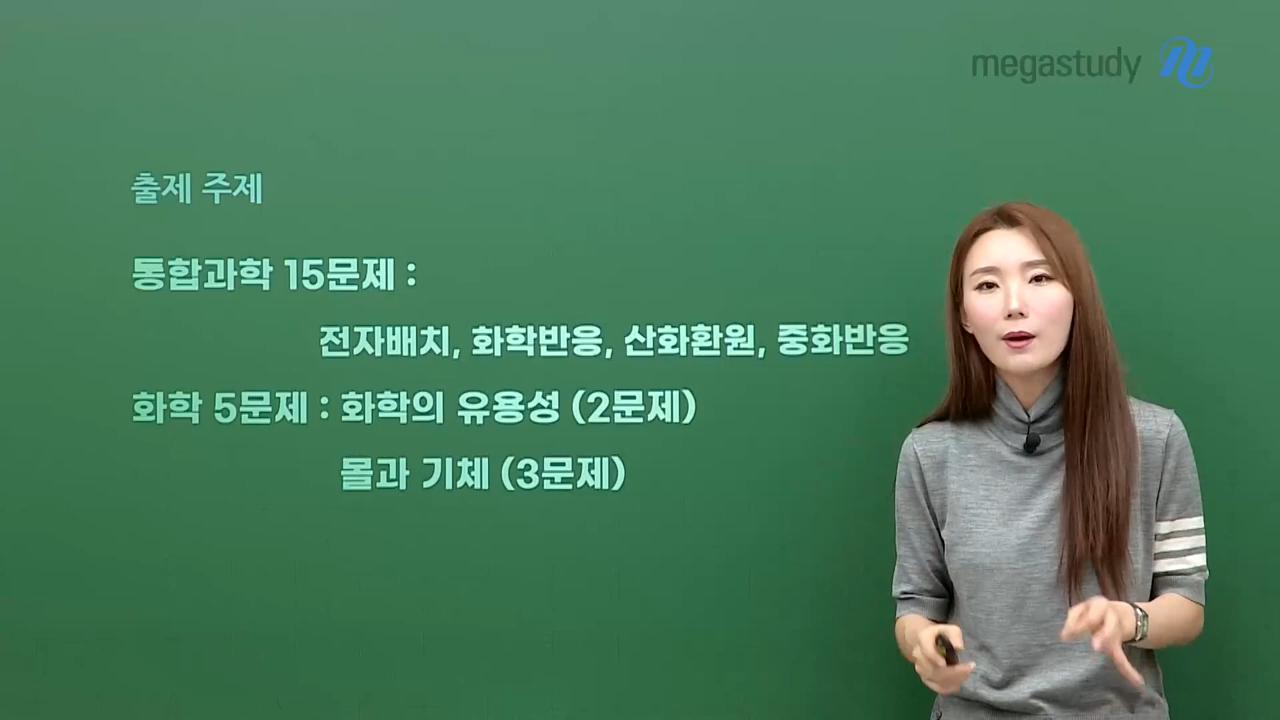 megastudy
출제 주제
통합과학 15문제 :
전자배치, 화학반응, 산화환원, 중화반응
화학 5문제 : 화학의 유용성 (2문제)
몰과 기체 (3문제)